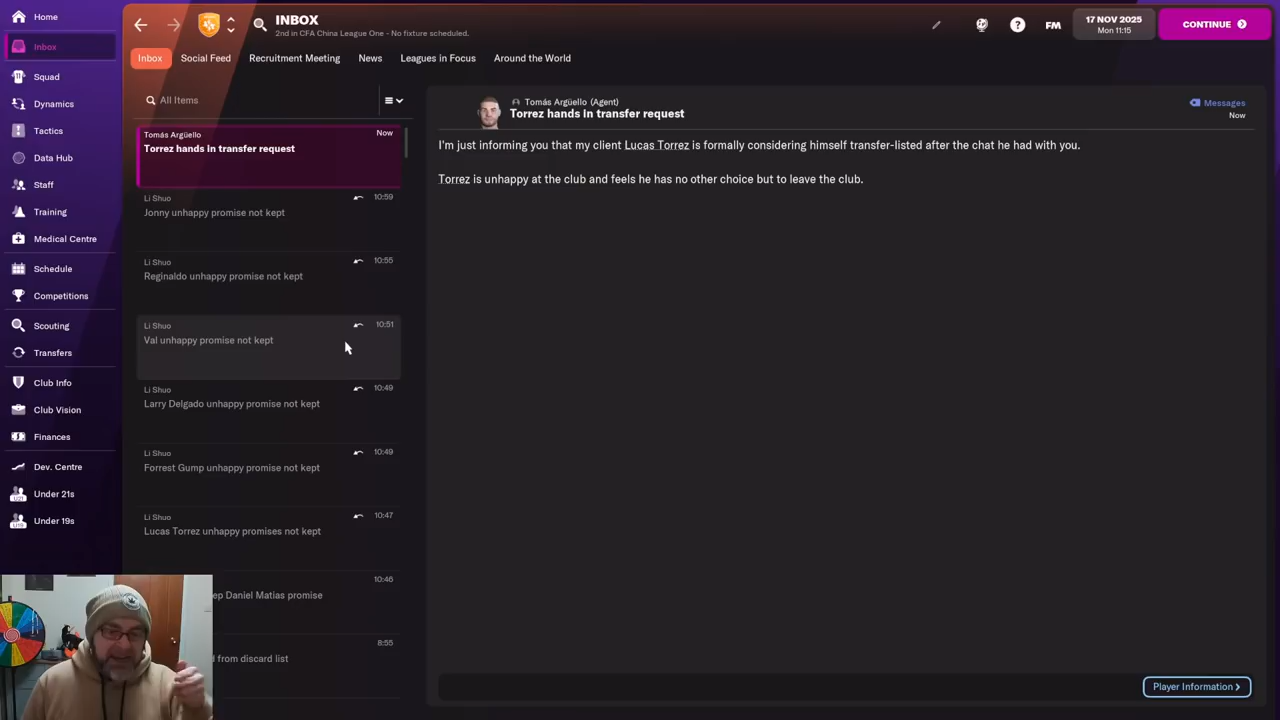 Home
INBOX
2nd in CFA China League One - No fixture scheduled.
FM
17 NOV 2025
Mon 11:15
CONTINUE
Inbox
Squad
Dynamics
Tactics
Data Hub
Staff
Training
Medical Centre
Schedule
Competitions
Scouting
Transfers
Club Info
Club Vision
Finances
Dev. Centre
Under 21s
Under 19s
Inbox
Social Feed
Recruitment Meeting
News
Leagues in Focus
Around the World
All Items
Tomás Argüello
Now
Torrez hands in transfer request
Li Shuo
10:59
Jonny unhappy promise not kept
Li Shuo
10:55
Reginaldo unhappy promise not kept
Li Shuo
10:51
Val unhappy promise not kept
Li Shuo
10:49
Larry Delgado unhappy promise not kept
Li Shuo
10:49
Forrest Gump unhappy promise not kept
Li Shuo
10:47
Lucas Torrez unhappy promises not kept
10:46
ep Daniel Matias promise
8:55
d from discard list
Tomás Argüello (Agent)
Torrez hands in transfer request
Messages
Now
I'm just informing you that my client Lucas Torrez is formally considering himself transfer-listed after the chat he had with you.
Torrez is unhappy at the club and feels he has no other choice but to leave the club.
Player Information